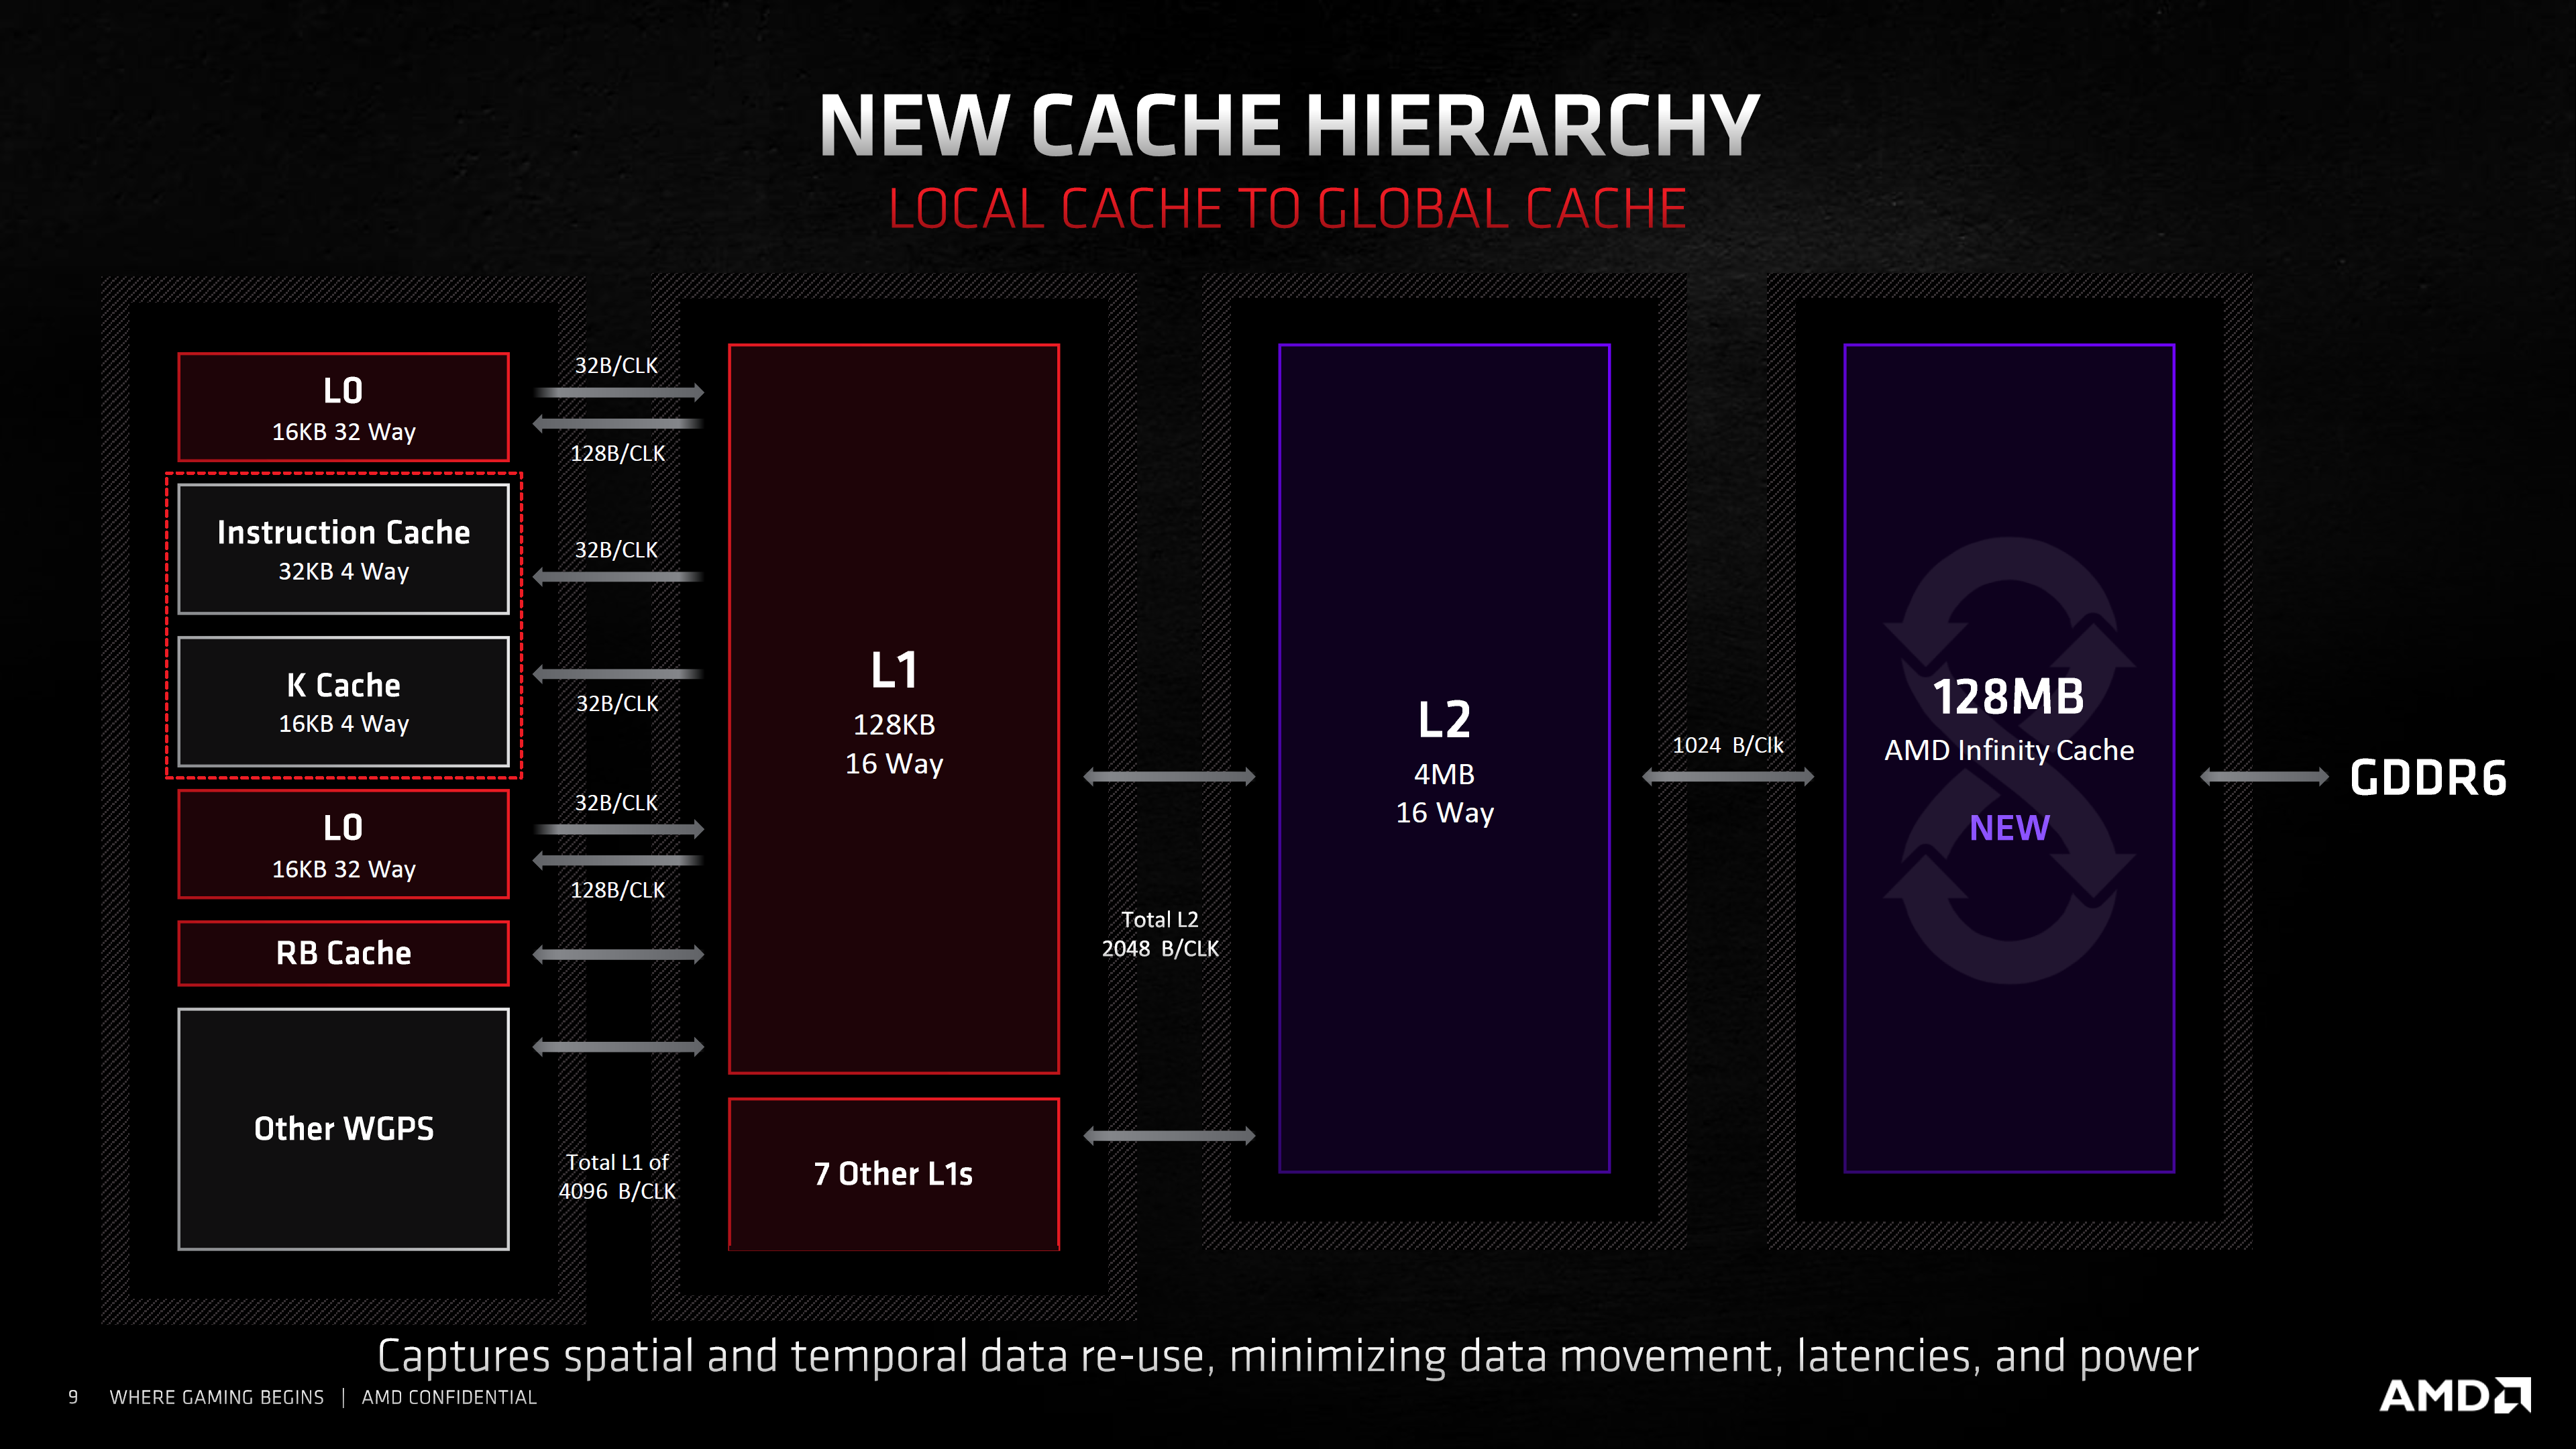 NEW CACHE HIERARCHY
LOCAL CACHE TO GLOBAL CACHE
L0
16KB 32 Way
Instruction Cache
32KB 4 Way
K Cache
16KB 4 Way
L0
16KB 32 Way
RB Cache
Other WGPS
32B/CLK
128B/CLK
32B/CLK
32B/CLK
32B/CLK
128B/CLK
Total L1 of
4096 B/CLK
L1
128KB
16 Way
7 Other L1s
Total L2
2048 B/CLK
L2
4MB
16 Way
1024 B/Clk
128MB
AMD Infinity Cache
NEW
GDDR6
Captures spatial and temporal data re-use, minimizing data movement, latencies, and power
9 WHERE GAMING BEGINS | AMD CONFIDENTIAL
AMD